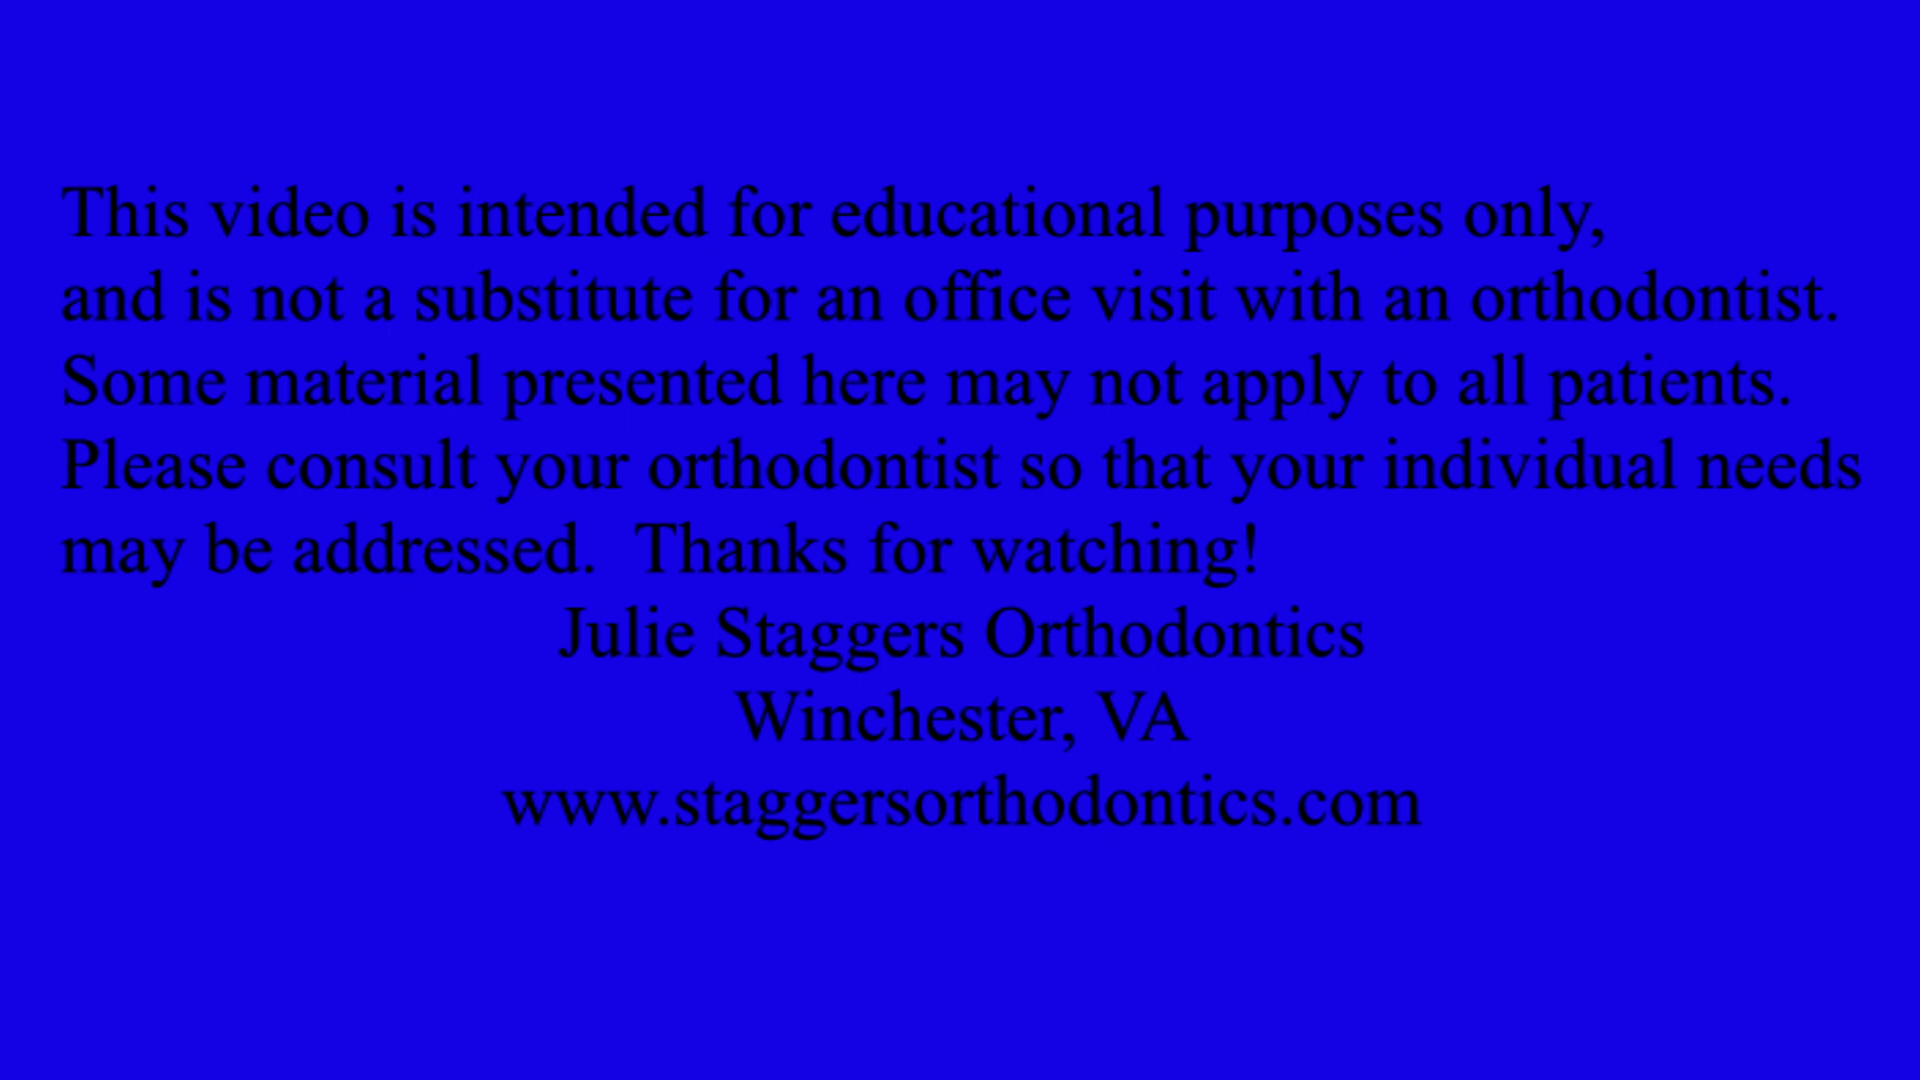 This video is intended for educational purposes only,
and is not a substitute for an office visit with an orthodontist.
Some material presented here may not apply to all patients.
Please consult your orthodontist so that your individual needs
may be addressed.  Thanks for watching!
Julie Staggers Orthodontics
Winchester, VA
www.staggersorthodontics.com